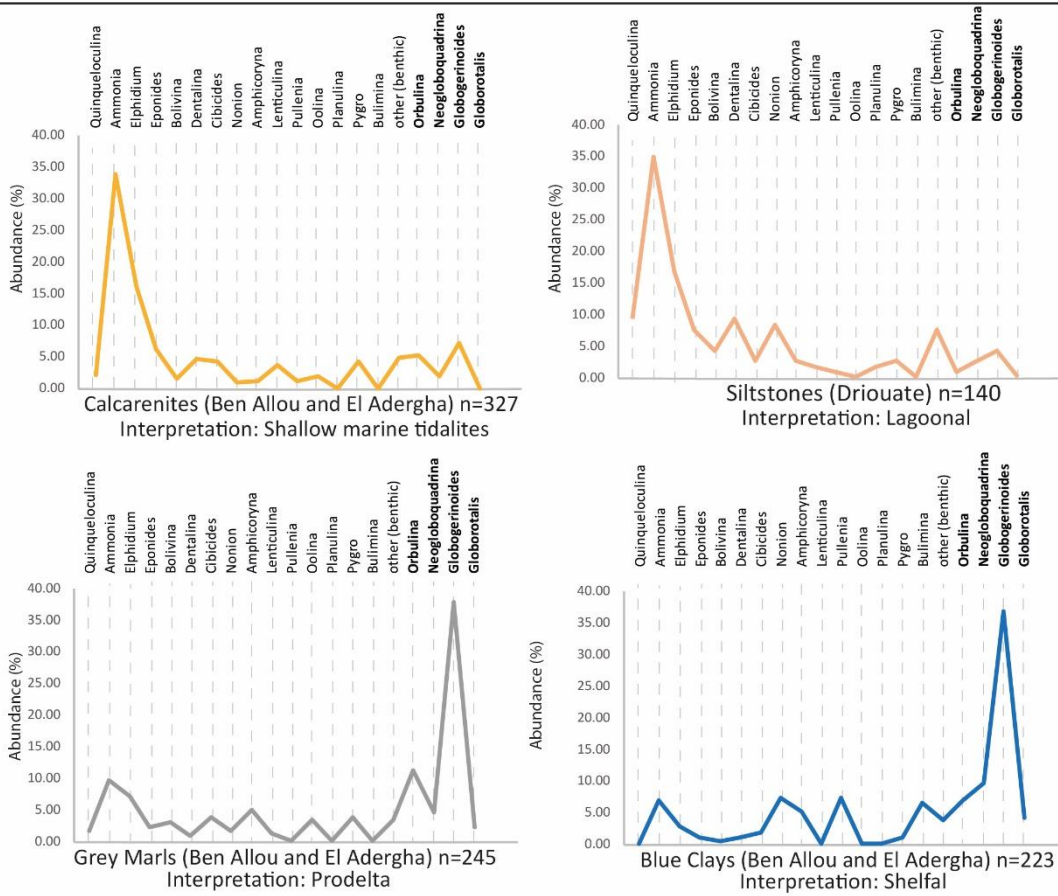 Quinqueloculina
Ammonia
Elphidium
Eponides
Bolivina
Dentalina
Cibicides
Nonion
Amphicoryna
Lenticulina
Pullenia
Oolina
Planulina
Pygro
Bulimina
other (benthic)
Orbulina
Neogloboquadrina
Globogerinoides
Globorotalis
Abundance (%)
40.00
35.00
30.00
25.00
20.00
15.00
10.00
5.00
0.00
Calcarenites (Ben Allou and El Adergha) n=327
Interpretation: Shallow marine tidalites
Quinqueloculina
Ammonia
Elphidium
Eponides
Bolivina
Dentalina
Cibicides
Nonion
Amphicoryna
Lenticulina
Pullenia
Oolina
Planulina
Pygro
Bulimina
other (benthic)
Orbulina
Neogloboquadrina
Globogerinoides
Globorotalis
Abundance (%)
40.00
35.00
30.00
25.00
20.00
15.00
10.00
5.00
0.00
Siltstones (Driouate) n=140
Interpretation: Lagoonal
Quinqueloculina
Ammonia
Elphidium
Eponides
Bolivina
Dentalina
Cibicides
Nonion
Amphicoryna
Lenticulina
Pullenia
Oolina
Planulina
Pygro
Bulimina
other (benthic)
Orbulina
Neogloboquadrina
Globogerinoides
Globorotalis
Abundance (%)
40.00
35.00
30.00
25.00
20.00
15.00
10.00
5.00
0.00
Grey Marls (Ben Allou and El Adergha) n=245
Interpretation: Prodelta
Quinqueloculina
Ammonia
Elphidium
Eponides
Bolivina
Dentalina
Cibicides
Nonion
Amphicoryna
Lenticulina
Pullenia
Oolina
Planulina
Pygro
Bulimina
other (benthic)
Orbulina
Neogloboquadrina
Globogerinoides
Globorotalis
Abundance (%)
40.00
35.00
30.00
25.00
20.00
15.00
10.00
5.00
0.00
Blue Clays (Ben Allou and El Adergha) n=223
Interpretation: Shelfal